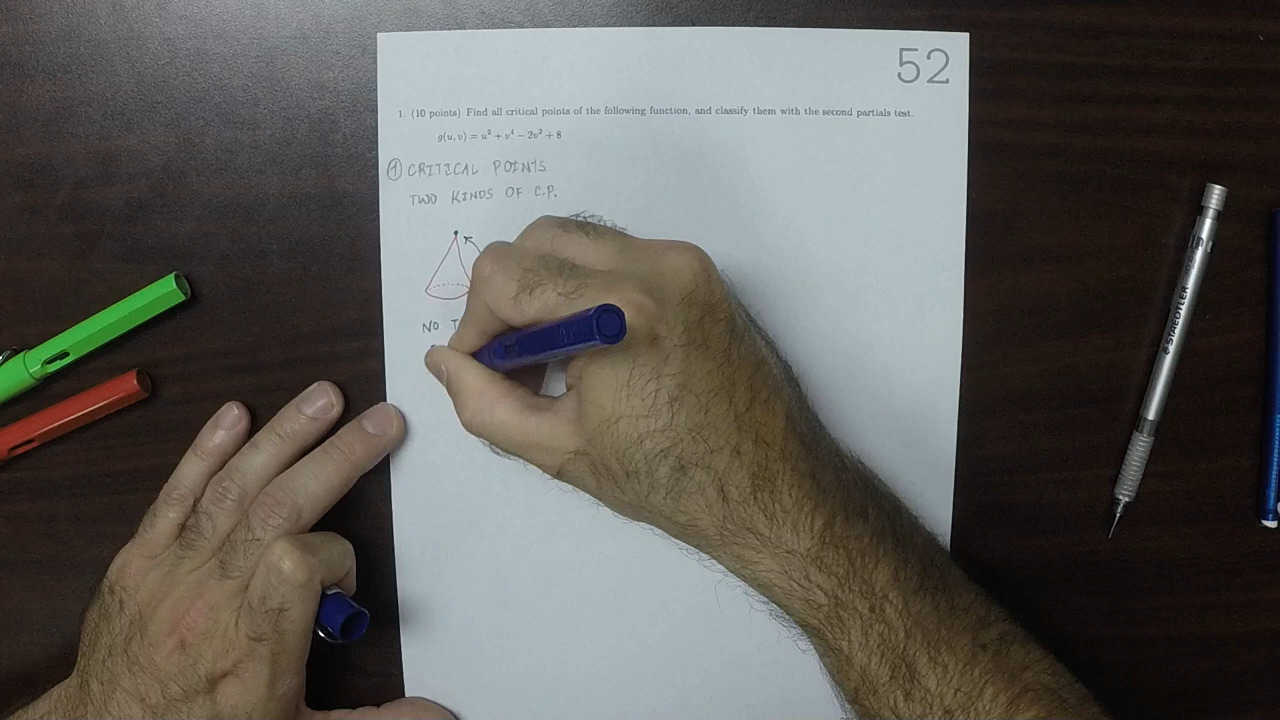 52
1. (10 points) Find all critical points of the following function, and classify them with the second partials test.
g(u, v) = u² + v⁴ − 2v² + 8
① CRITICAL POINTS
TWO KINDS OF C.P.
NO T
STAEDTLER